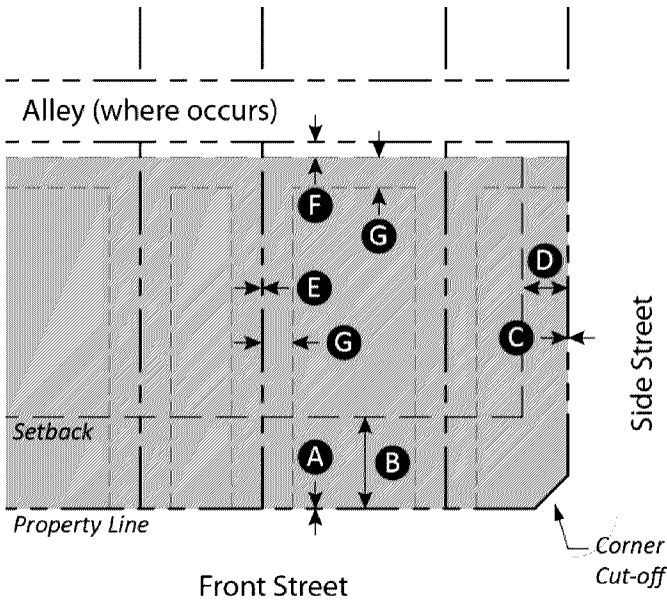 Alley (where occurs)
F
G
D
E
C
G
Side Street
Setback
A
B
Property Line
Corner
Cut-off
Front Street